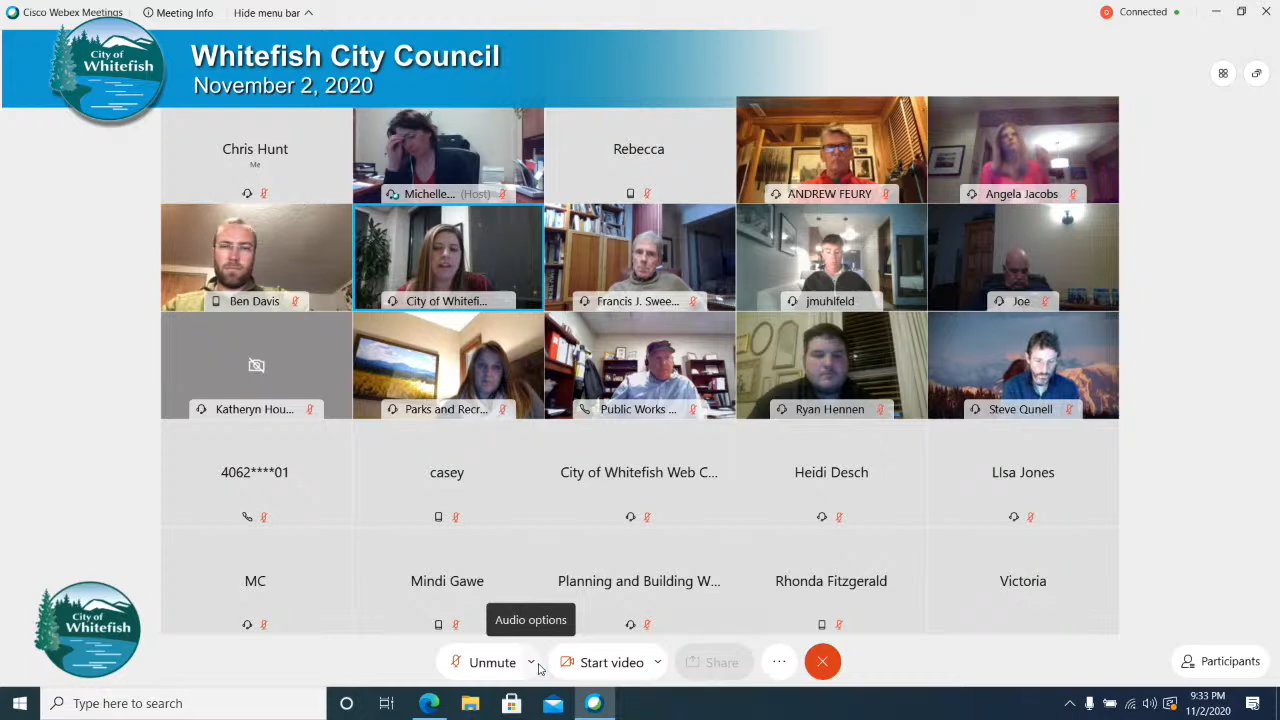 Cisco Webex Meetings
Meeting Info
Hide menu bar
Connected
City of
Whitefish
Whitefish City Council
November 2, 2020
Chris Hunt
Me
Michelle... (Host)
Rebecca
ANDREW FEURY
Angela Jacobs
Ben Davis
City of Whitefi...
Francis J. Swee...
jmuhlfeld
Joe
Katheryn Hou...
Parks and Recr...
Public Works ...
Ryan Hennen
Steve Qunell
4062****01
casey
City of Whitefish Web C...
Heidi Desch
LIsa Jones
MC
Mindi Gawe
Planning and Building W...
Rhonda Fitzgerald
Victoria
City of
Whitefish
Audio options
Unmute
Start video
Share
Participants
Type here to search
9:33 PM
11/2/2020